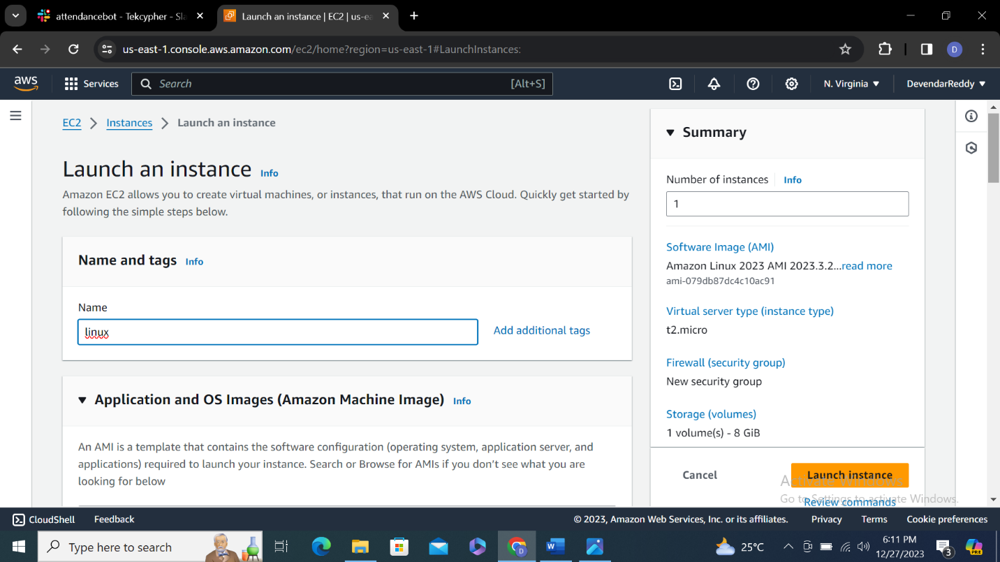 attendancebot - Tekcypher - Sla
Launch an instance | EC2 | us-ea
us-east-1.console.aws.amazon.com/ec2/home?region=us-east-1#LaunchInstances:
D
aws
Services
Search
[Alt+S]
N. Virginia
DevendarReddy
EC2 > Instances > Launch an instance
Launch an instance Info
Amazon EC2 allows you to create virtual machines, or instances, that run on the AWS Cloud. Quickly get started by
following the simple steps below.
Name and tags Info
Name
linux
Add additional tags
Application and OS Images (Amazon Machine Image) Info
An AMI is a template that contains the software configuration (operating system, application server, and
applications) required to launch your instance. Search or Browse for AMIs if you don't see what you are
looking for below
Summary
Number of instances Info
1
Software Image (AMI)
Amazon Linux 2023 AMI 2023.3.2...read more
ami-079db87dc4c10ac91
Virtual server type (instance type)
t2.micro
Firewall (security group)
New security group
Storage (volumes)
1 volume(s) - 8 GiB
Cancel
Launch instance
Review commands
Activate Windows
Go to Settings to activate Windows.
CloudShell
Feedback
© 2023, Amazon Web Services, Inc. or its affiliates.
Privacy
Terms
Cookie preferences
Type here to search
25°C
6:11 PM
12/27/2023
3
PRE